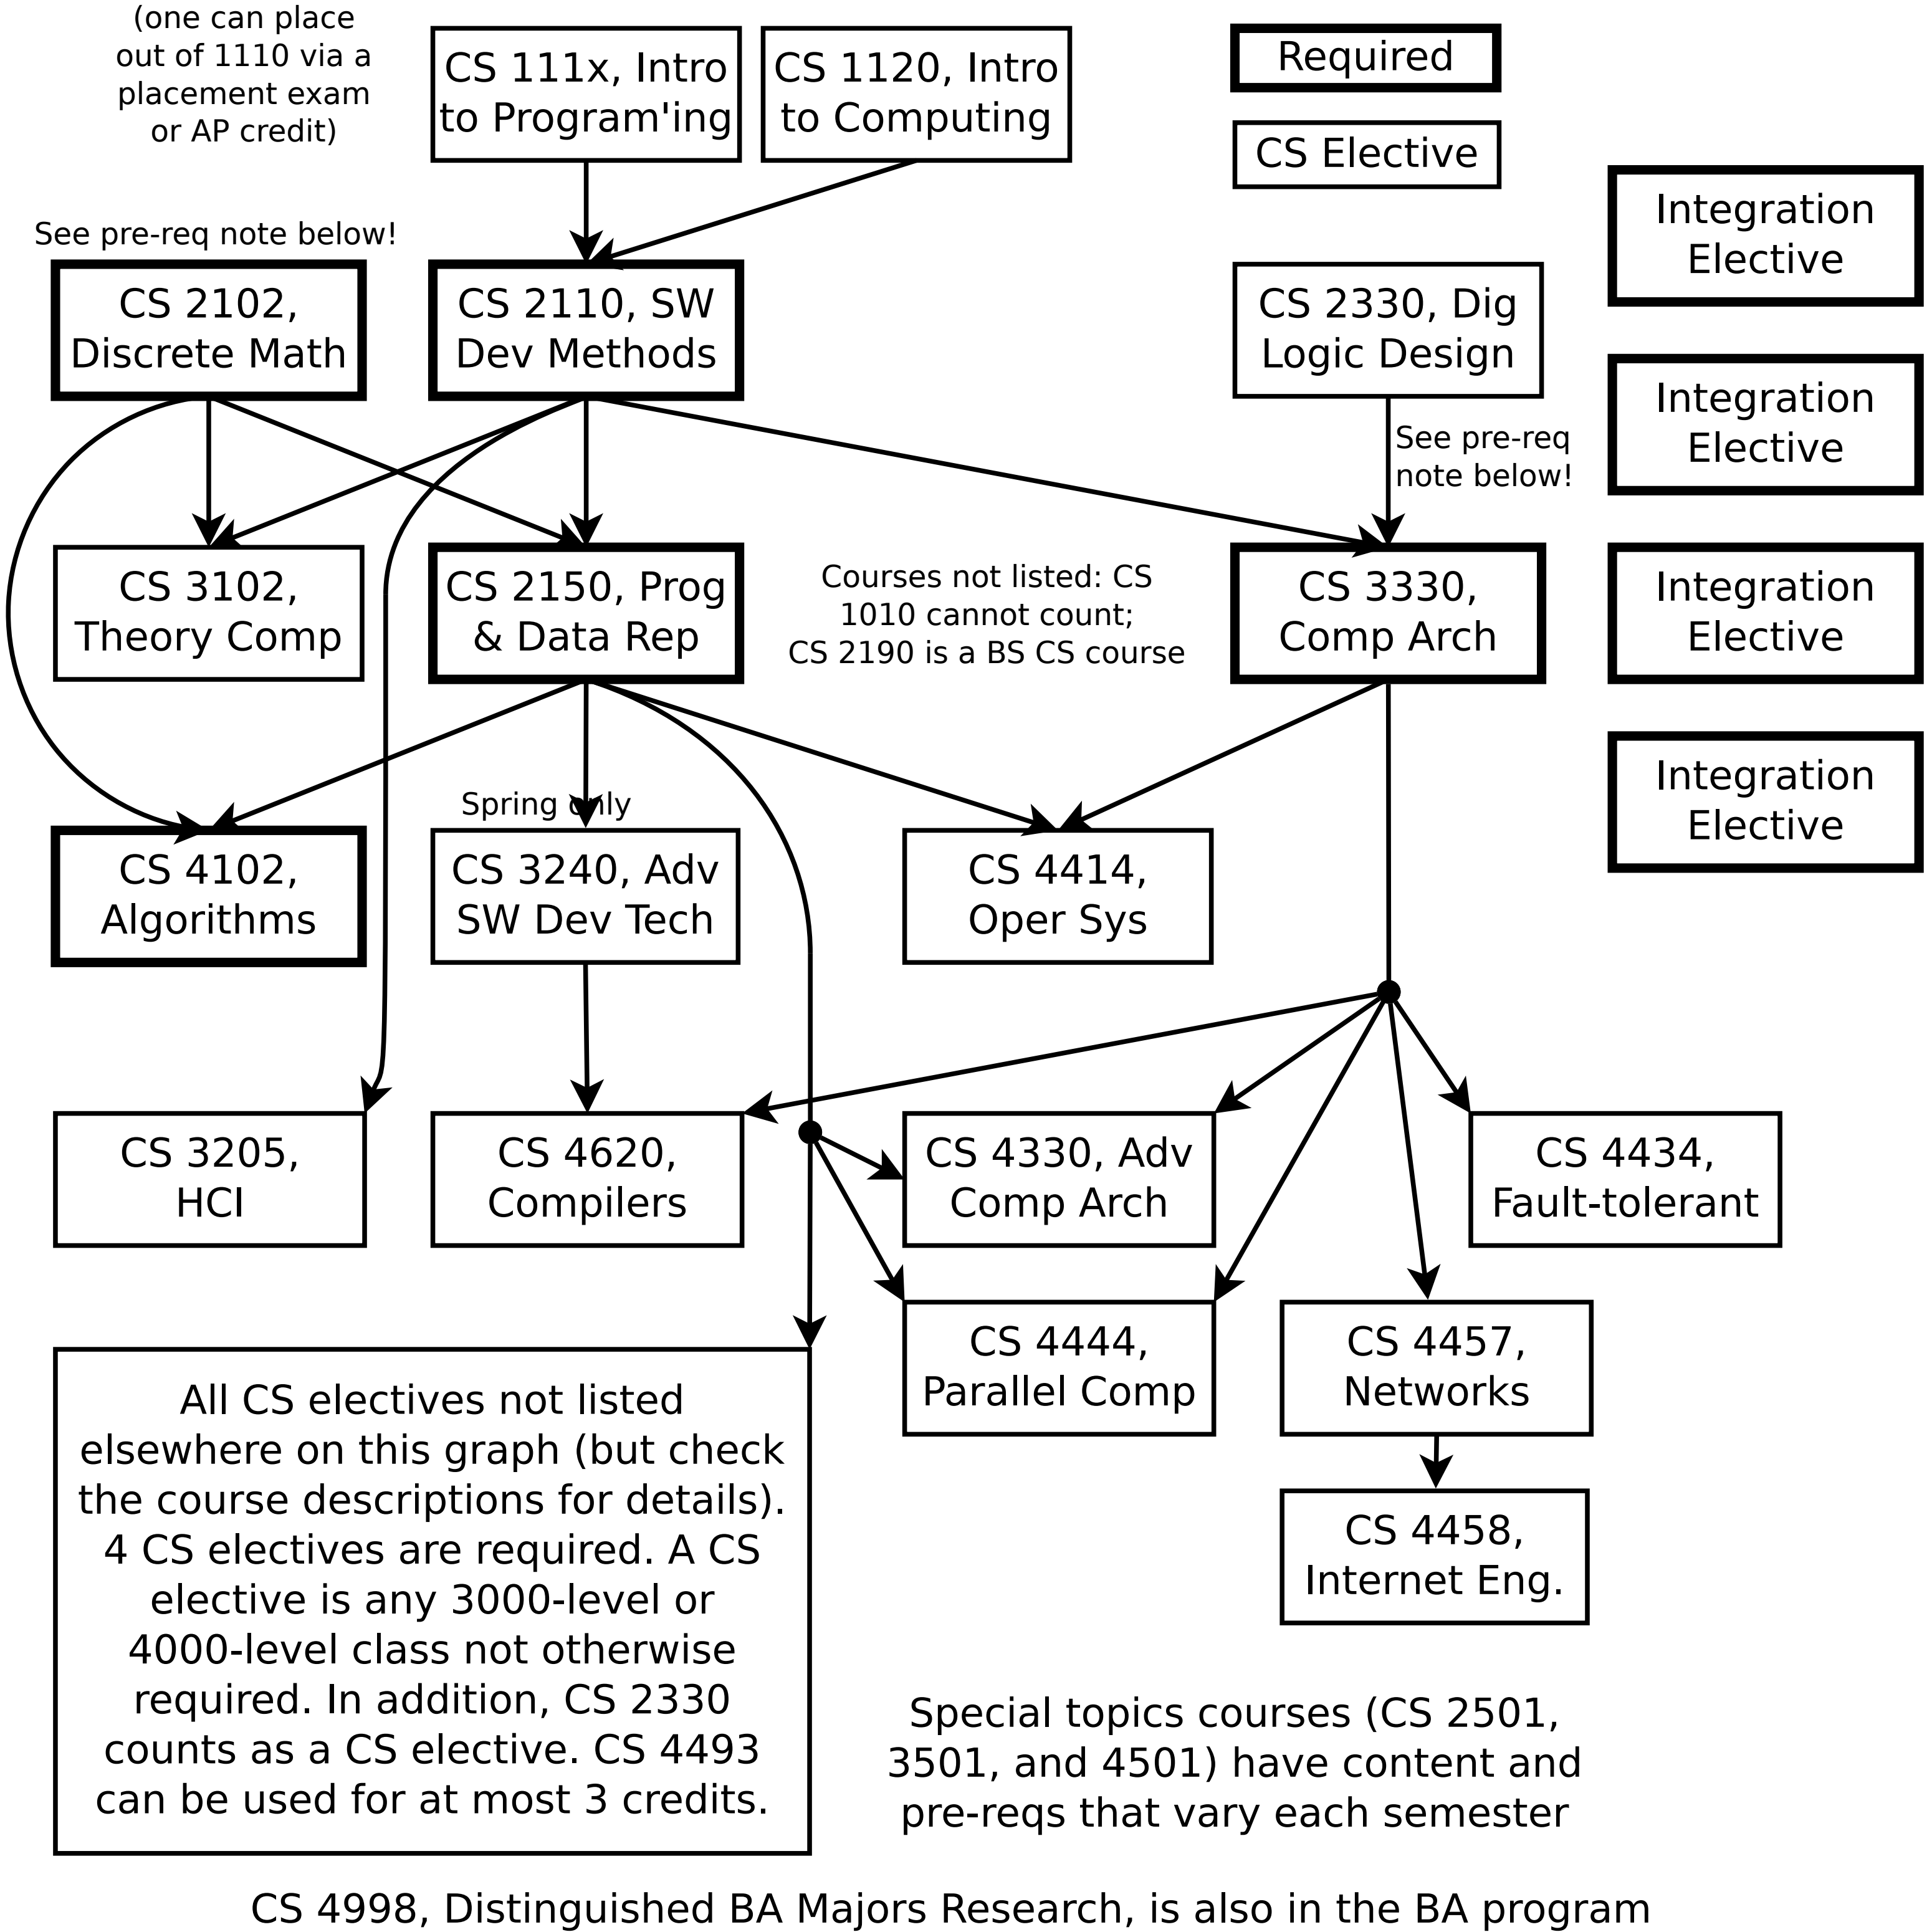 (one can place
out of 1110 via a
placement exam
or AP credit)
CS 111x, Intro
to Program'ing
CS 1120, Intro
to Computing
Required
CS Elective
Integration
Elective
See pre-req note below!
CS 2102,
Discrete Math
CS 2110, SW
Dev Methods
CS 2330, Dig
Logic Design
Integration
Elective
See pre-req
note below!
CS 3102,
Theory Comp
CS 2150, Prog
& Data Rep
Courses not listed: CS
1010 cannot count;
CS 2190 is a BS CS course
CS 3330,
Comp Arch
Integration
Elective
Integration
Elective
Spring only
CS 4102,
Algorithms
CS 3240, Adv
SW Dev Tech
CS 4414,
Oper Sys
CS 3205,
HCI
CS 4620,
Compilers
CS 4330, Adv
Comp Arch
CS 4434,
Fault-tolerant
CS 4444,
Parallel Comp
CS 4457,
Networks
CS 4458,
Internet Eng.
All CS electives not listed
elsewhere on this graph (but check
the course descriptions for details).
4 CS electives are required. A CS
elective is any 3000-level or
4000-level class not otherwise
required. In addition, CS 2330
counts as a CS elective. CS 4493
can be used for at most 3 credits.
Special topics courses (CS 2501,
3501, and 4501) have content and
pre-reqs that vary each semester
CS 4998, Distinguished BA Majors Research, is also in the BA program